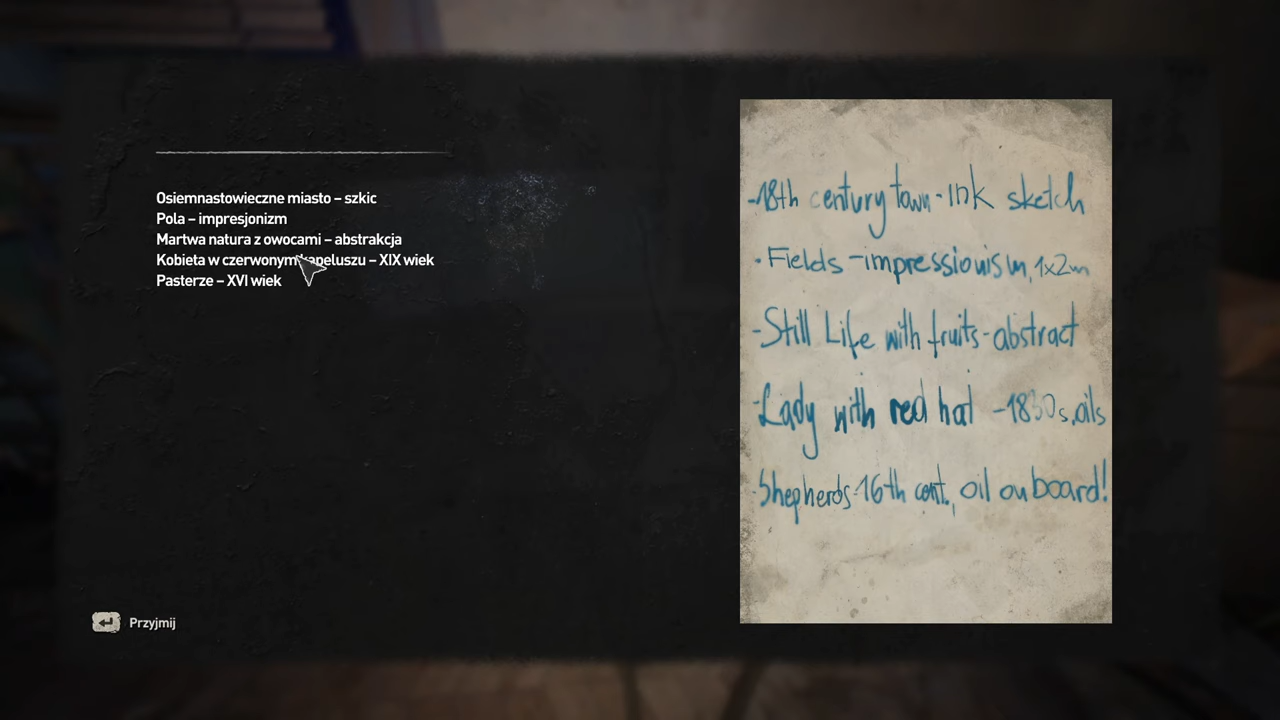 Osiemnastowieczne miasto – szkic
Pola – impresjonizm
Martwa natura z owocami – abstrakcja
Kobieta w czerwonym kapeluszu – XIX wiek
Pasterze – XVI wiek
Przyjmij
-18th century town - ink sketch
· Fields - impressionism, 1x2m
- Still Life with fruits - abstract
· Lady with red hat - 1830s, oils
· Shepherds - 16th cent., oil on board!